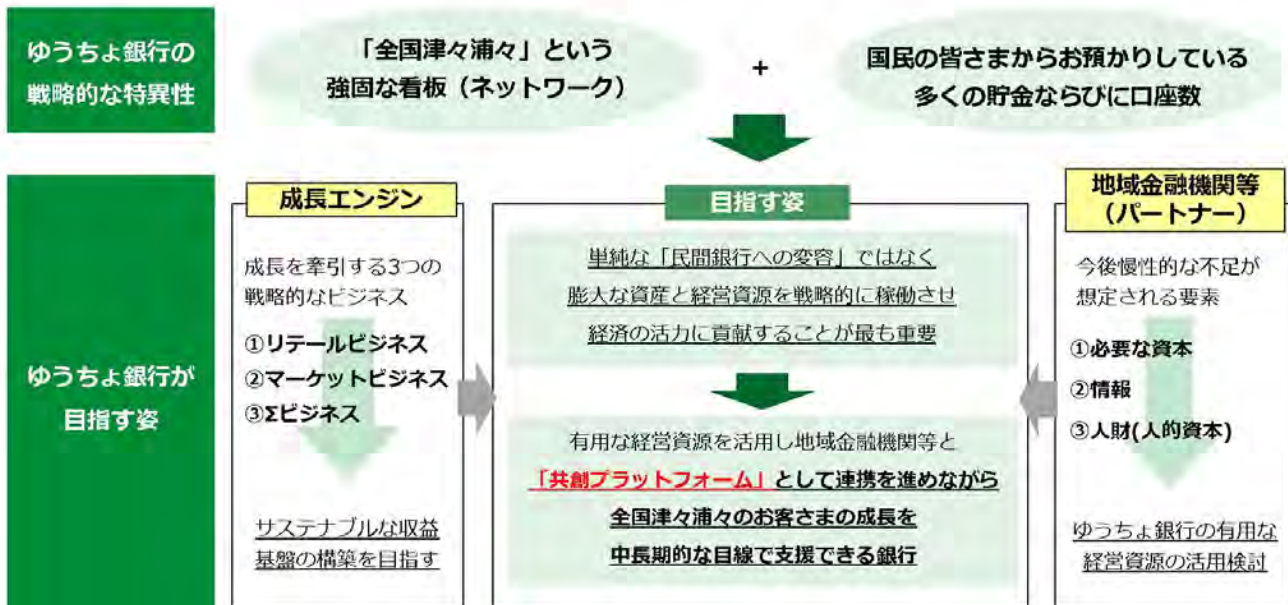 ゆうちょ銀行の
戦略的な特異性
「全国津々浦々」という
強固な看板（ネットワーク）
+
国民の皆さまからお預かりしている
多くの貯金ならびに口座数
ゆうちょ銀行が
目指す姿
成長エンジン
成長を牽引する3つの
戦略的なビジネス
①リテールビジネス
②マーケットビジネス
③Σビジネス
サステナブルな収益
基盤の構築を目指す
目指す姿
単純な「民間銀行への変容」ではなく
膨大な資産と経営資源を戦略的に稼働させ
経済の活力に貢献することが最も重要
有用な経営資源を活用し地域金融機関等と
「共創プラットフォーム」として連携を進めながら
全国津々浦々のお客さまの成長を
中長期的な目線で支援できる銀行
地域金融機関等
（パートナー）
今後慢性的な不足が
想定される要素
①必要な資本
②情報
③人財(人的資本)
ゆうちょ銀行の有用な
経営資源の活用検討